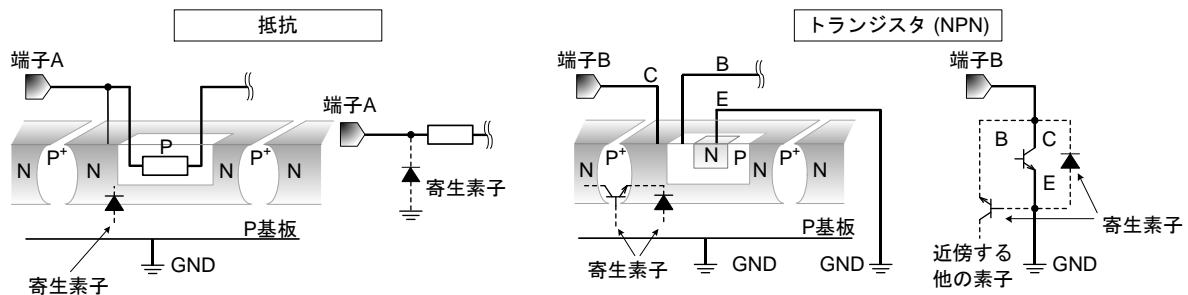 抵抗
トランジスタ (NPN)
端子A
端子A
N
P+
N
P
N
P+
N
寄生素子
P基板
GND
寄生素子
端子B
C
B
E
N
P+
N
N
P
N
P+
N
P基板
寄生素子
GND
GND
端子B
B
C
E
寄生素子
近傍する
他の素子
GND